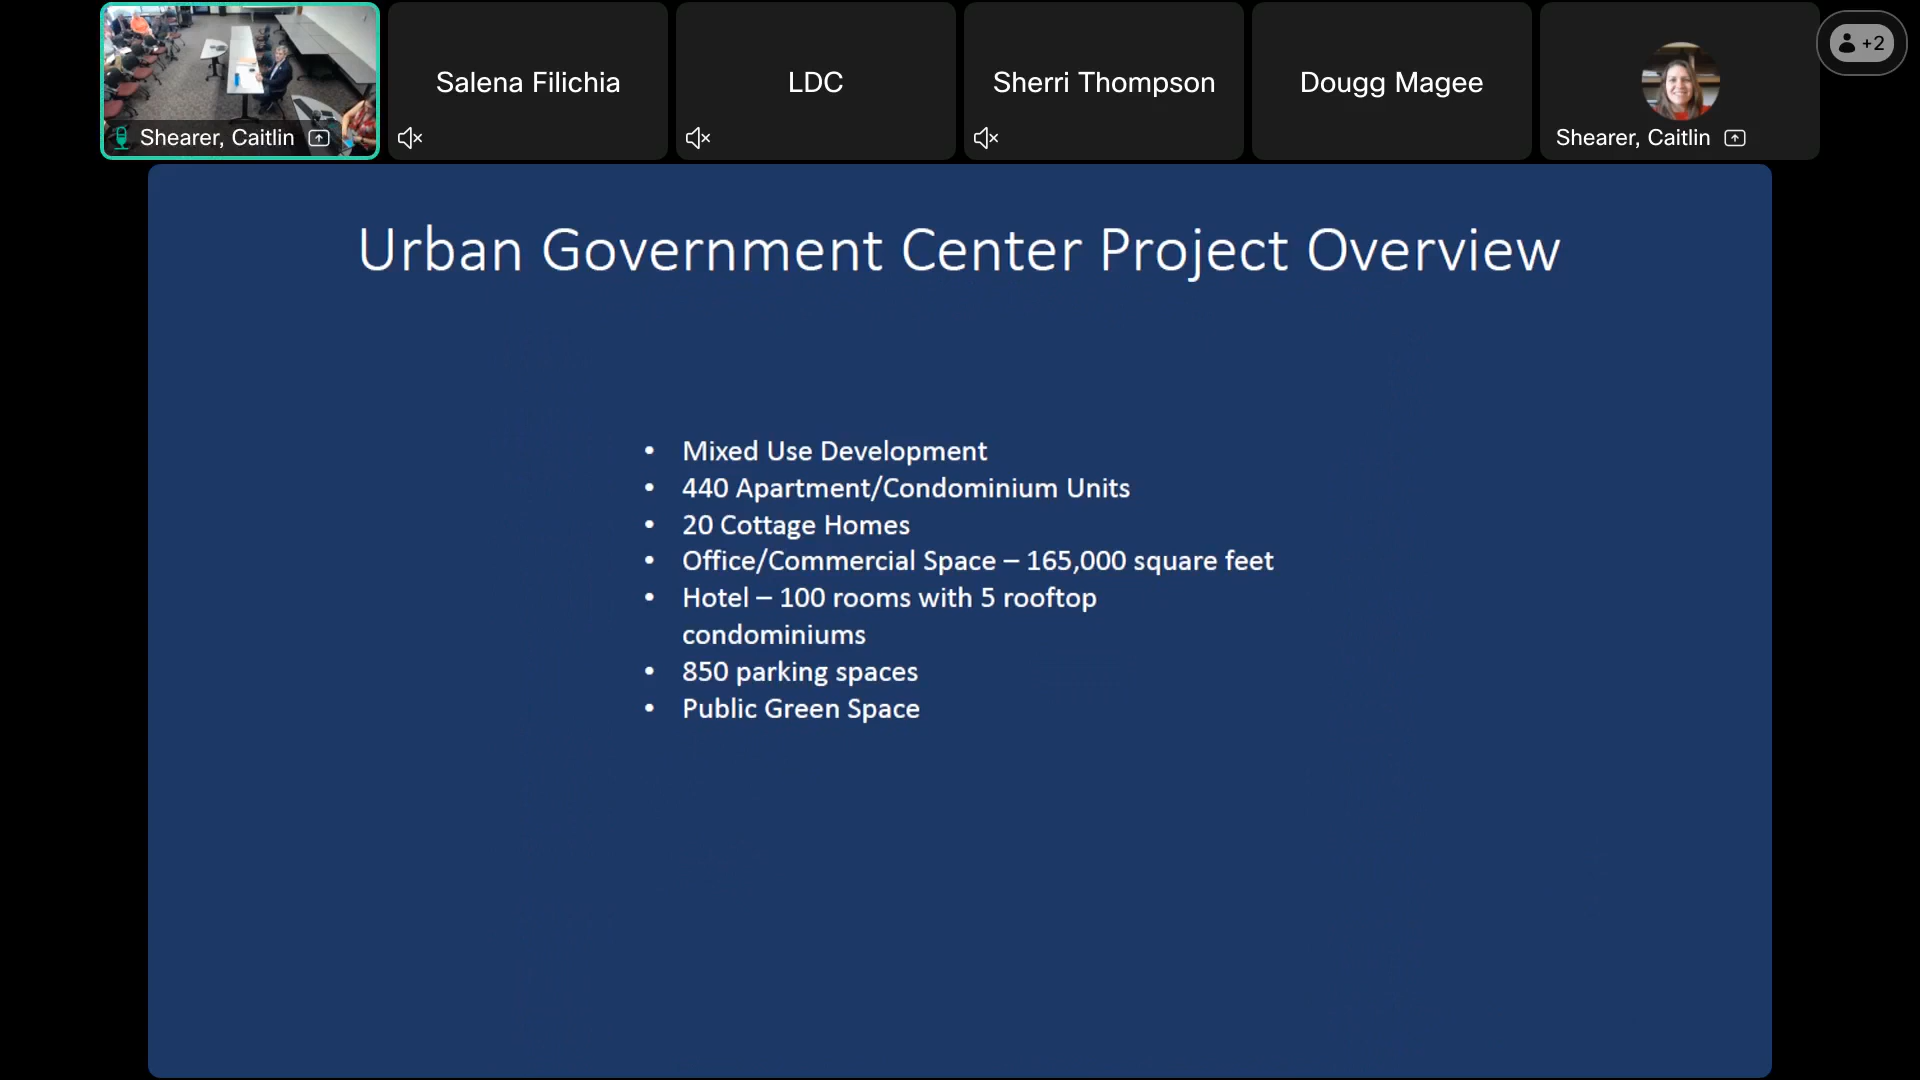 Shearer, Caitlin
Salena Filichia
LDC
Sherri Thompson
Dougg Magee
Shearer, Caitlin
+2
Urban Government Center Project Overview
• Mixed Use Development
• 440 Apartment/Condominium Units
• 20 Cottage Homes
• Office/Commercial Space – 165,000 square feet
• Hotel – 100 rooms with 5 rooftop
condominiums
• 850 parking spaces
• Public Green Space